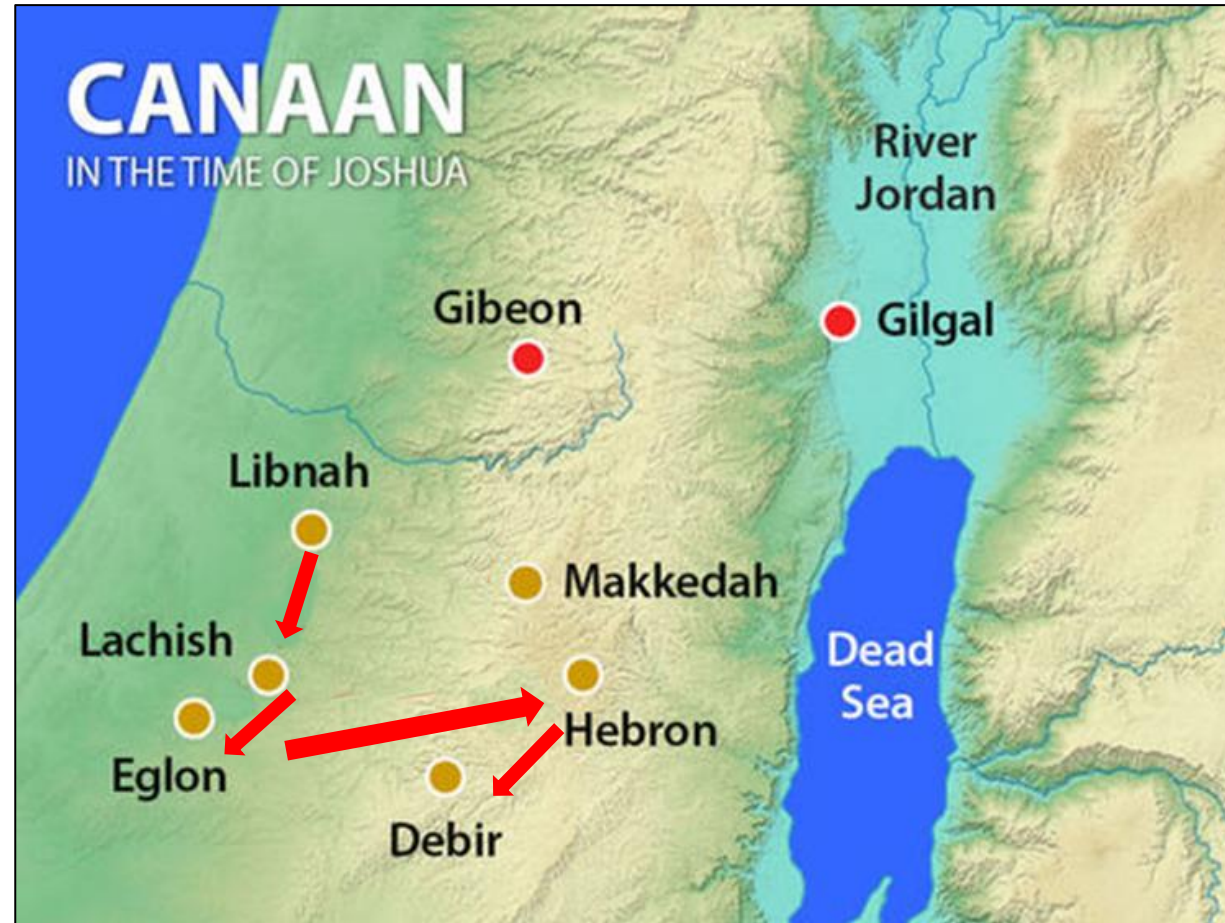 CANAAN
IN THE TIME OF JOSHUA
River
Jordan
Gibeon
Gilgal
Libnah
Makkedah
Lachish
Dead
Sea
Hebron
Eglon
Debir